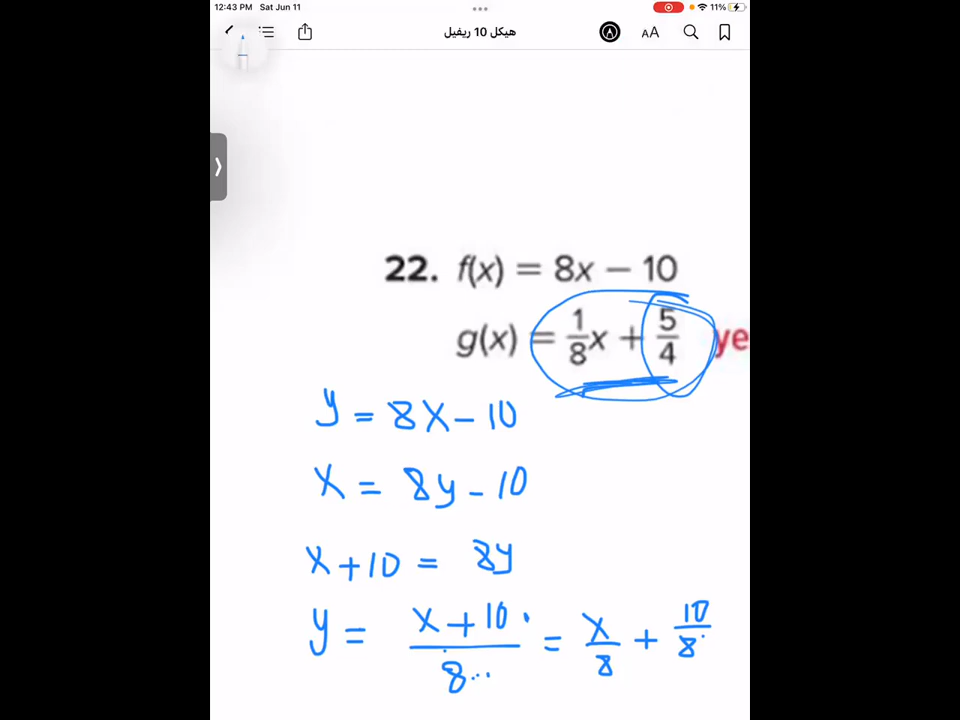 12:43 PM Sat Jun 11
11%
هيكل 10 ريفيل
AA
22. f(x) = 8x − 10
g(x) = 1/8 x + 5/4 ye
y = 8x − 10
x = 8y − 10
x + 10 = 8y
y = x + 10 / 8 = x/8 + 10/8